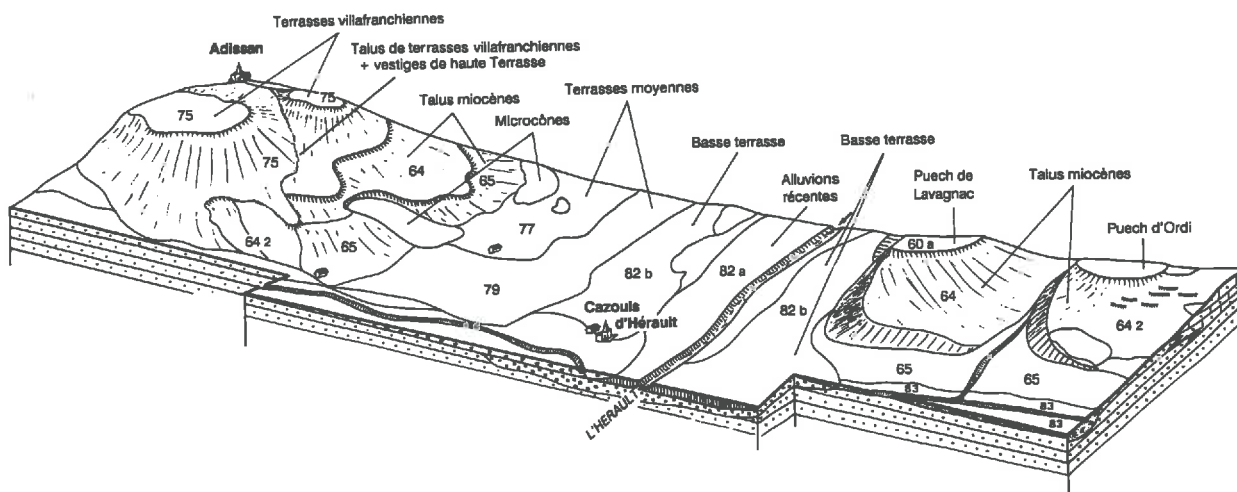 Terrasses villafranchiennes
Adissan
Talus de terrasses villafranchiennes
+ vestiges de haute Terrasse
Talus miocènes
Microcônes
Terrasses moyennes
Basse terrasse
Basse terrasse
Alluvions
récentes
Puech de
Lavagnac
Talus miocènes
Puech d'Ordi
75
75
75
64
65
64 2
65
77
79
82 b
82 a
82 b
60 a
64
64 2
65
65
83
83
83
Cazouls
d'Hérault
L'HERAULT